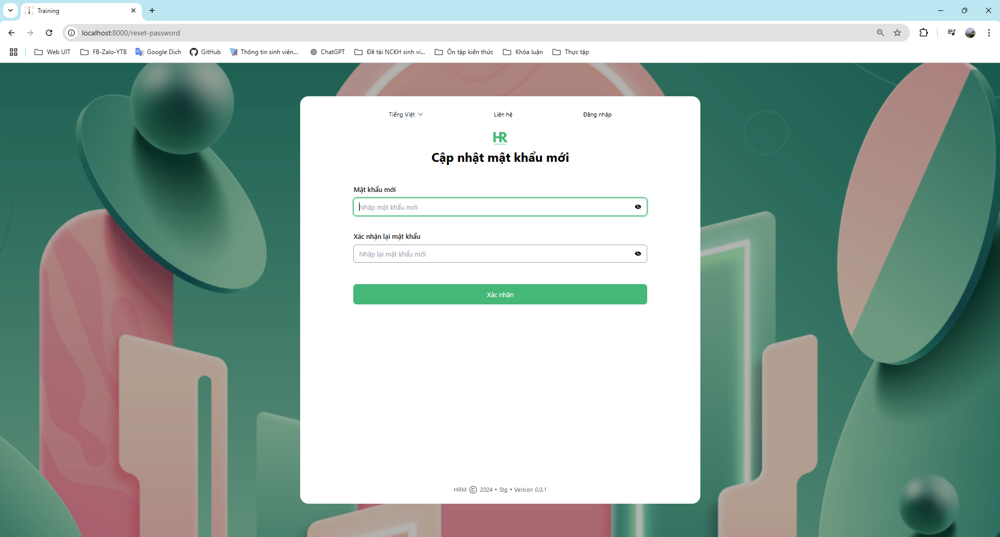 Training
localhost:8000/reset-password
Web UIT FB-Zalo-YTB Google Dịch GitHub Thông tin sinh viên... ChatGPT Đề tài NCKH sinh vi... Ôn tập kiến thức Khóa luận Thực tập
Tiếng Việt Liên hệ Đăng nhập
HR
Cập nhật mật khẩu mới
Mật khẩu mới
Nhập mật khẩu mới
Xác nhận lại mật khẩu
Nhập lại mật khẩu mới
Xác nhận
HRM © 2024 • Stg • Version 0.0.1